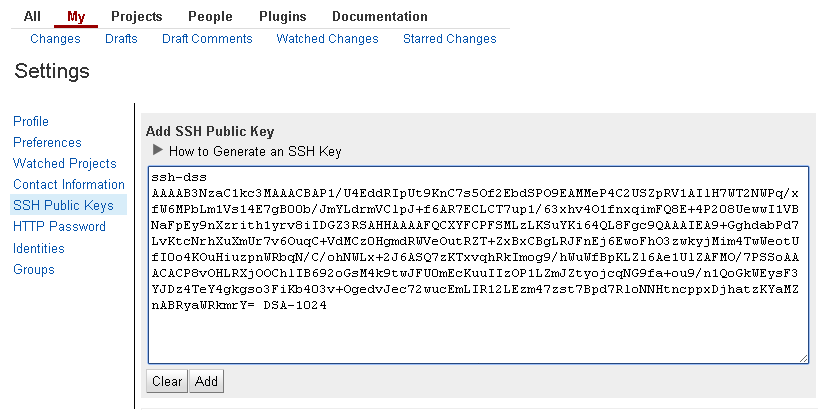 All My Projects People Plugins Documentation
Changes Drafts Draft Comments Watched Changes Starred Changes
Settings
Profile
Preferences
Watched Projects
Contact Information
SSH Public Keys
HTTP Password
Identities
Groups
Add SSH Public Key
How to Generate an SSH Key
ssh-dss
AAAAB3NzaC1kc3MAAACBAP1/U4EddRIpUt9KnC7s5Of2EbdSPO9EAMMeP4C2USZpRV1AIlH7WT2NWPq/x
fW6MPbLm1Vs14E7gB00b/JmYLdrmVClpJ+f6AR7ECLCT7up1/63xhv4O1fnxqimFQ8E+4P208UewwI1VB
NaFpEy9nXzrith1yrv8iIDGZ3RSAHHAAAAFQCXYFCPFSMLzLKSuYKi64QL8Fgc9QAAAIEA9+GghdabPd7
LvKtcNrhXuXmUr7v6OuqC+VdMCz0HgmdRWVeOutRZT+ZxBxCBgLRJFnEj6EwoFhO3zwkyjMim4TwWeotU
fI0o4KOuHiuzpnWRbqN/C/ohNWLx+2J6ASQ7zKTxvqhRkImog9/hWuWfBpKLZl6Ae1UlZAFMO/7PSSoAA
ACACP8vOHLRXjOOChlIB692oGsM4k9twJFU0mEcKuuIIzOP1LZmJZtyojcqNG9fa+ou9/n1QoGkWEysF3
YJDz4TeY4gkgso3FiKb403v+OgedvJec72wucEmLIR12LEzm47zst7Bpd7RloNNHtncppxDjhatzKYaMZ
nABRyaWRkmrY= DSA-1024
Clear Add